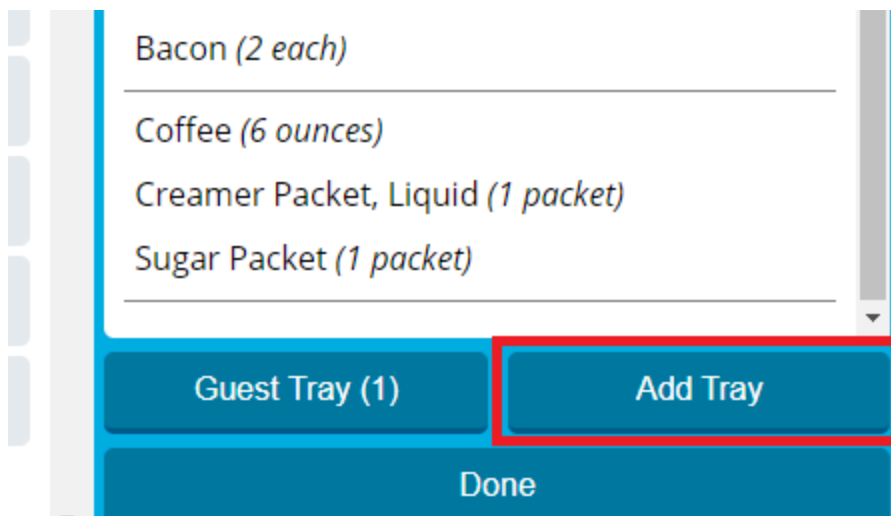 Bacon (2 each)
Coffee (6 ounces)
Creamer Packet, Liquid (1 packet)
Sugar Packet (1 packet)
Guest Tray (1)
Add Tray
Done